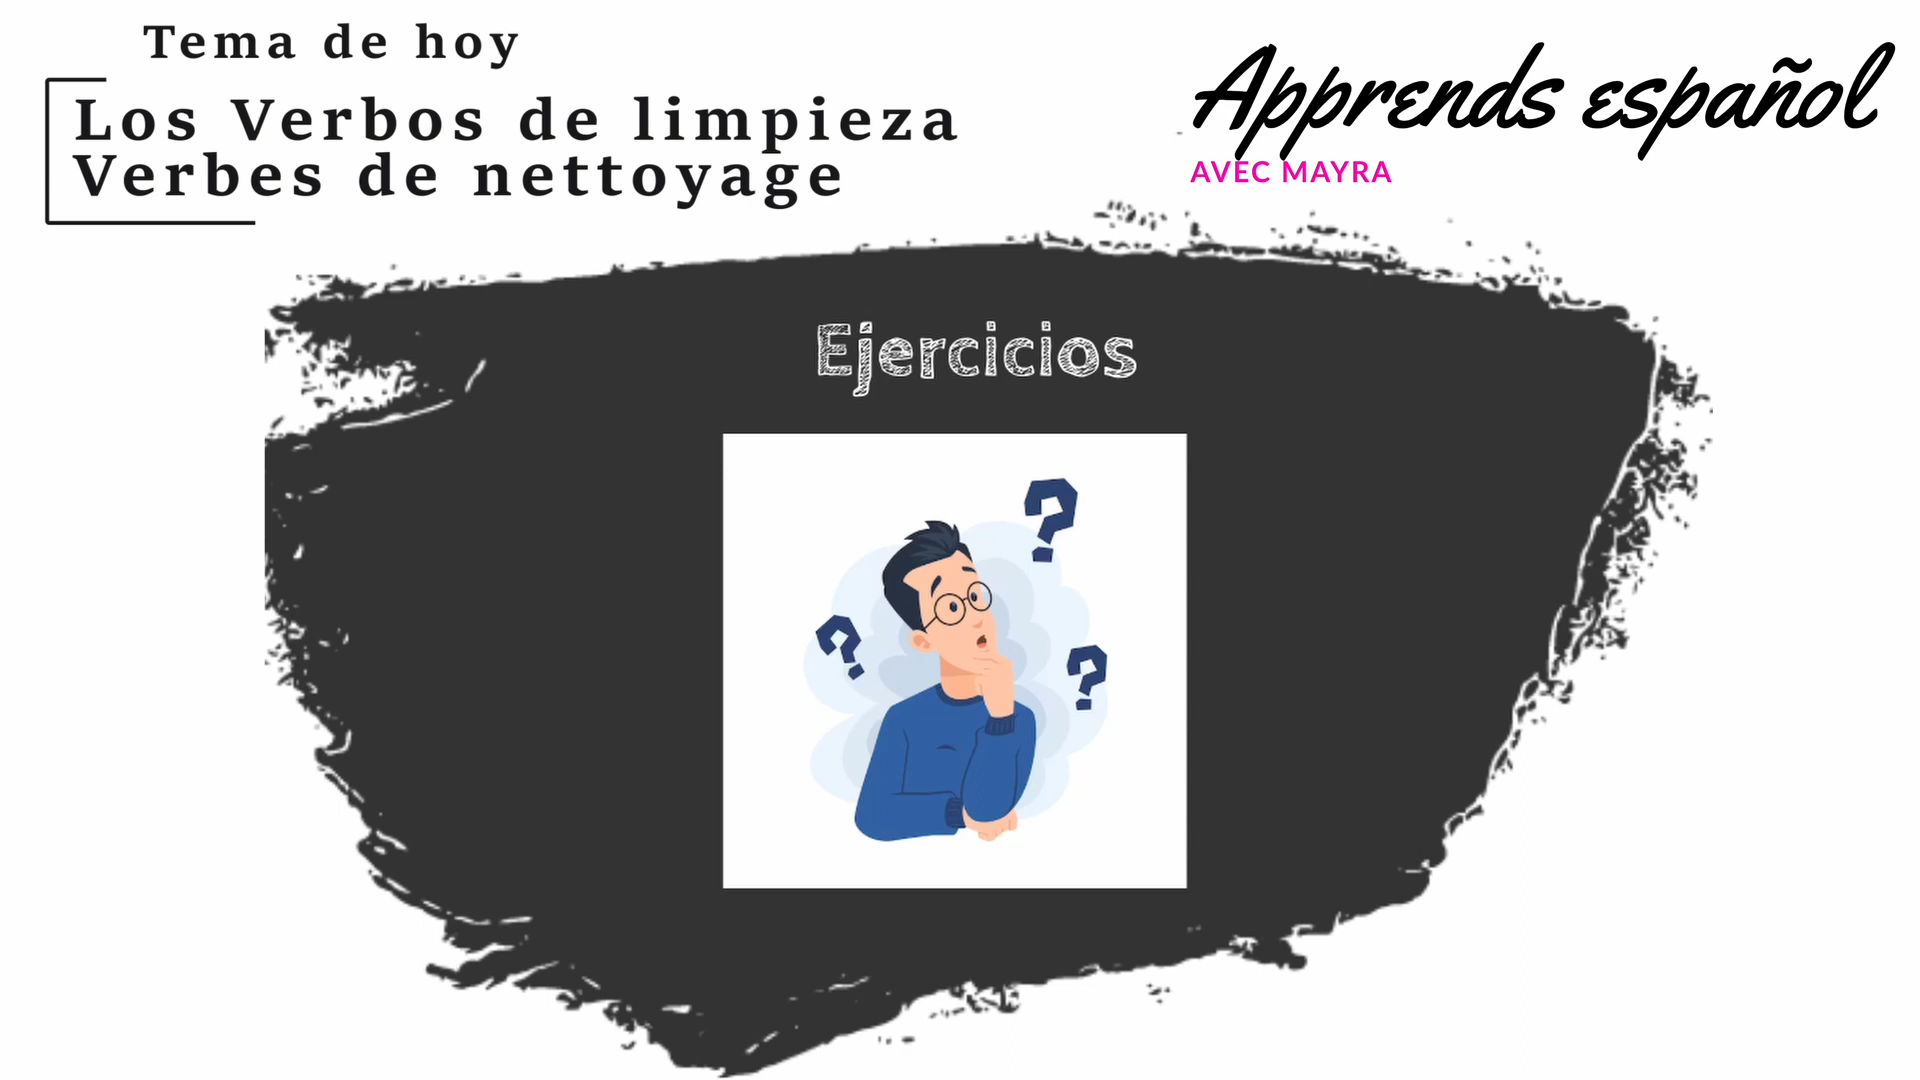 Tema de hoy
Los Verbos de limpieza
Verbes de nettoyage
Apprends español
AVEC MAYRA
Ejercicios
? ? ?